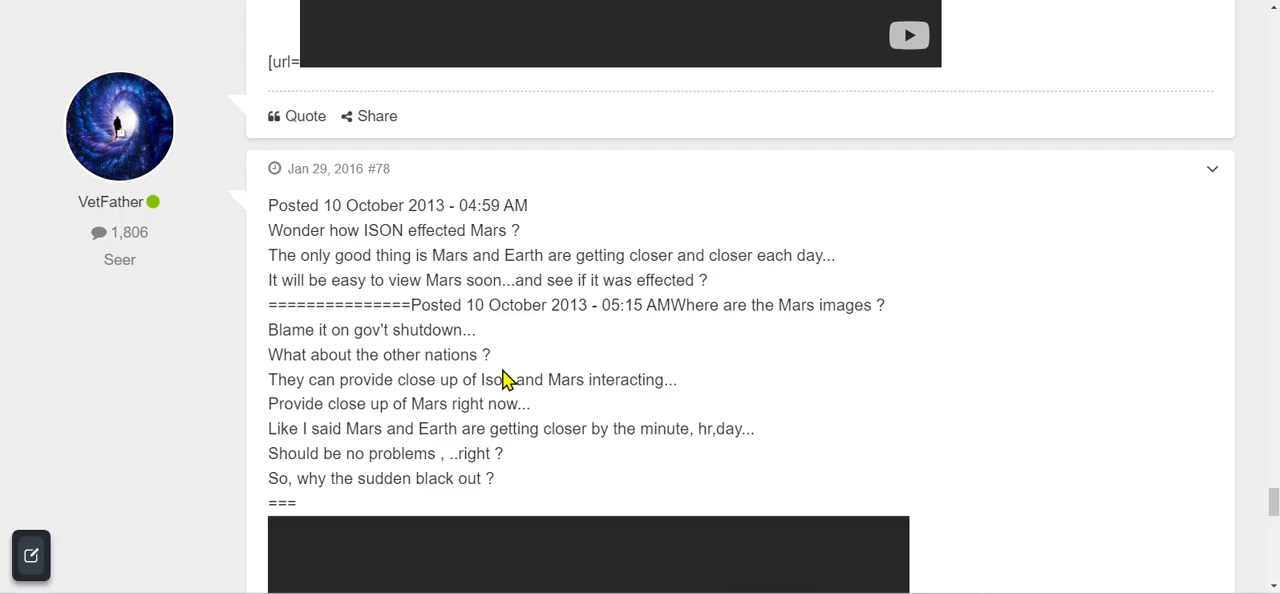 [url=
Quote Share
VetFather
1,806
Seer
Jan 29, 2016 #78
Posted 10 October 2013 - 04:59 AM
Wonder how ISON effected Mars ?
The only good thing is Mars and Earth are getting closer and closer each day...
It will be easy to view Mars soon...and see if it was effected ?
===============Posted 10 October 2013 - 05:15 AMWhere are the Mars images ?
Blame it on gov't shutdown...
What about the other nations ?
They can provide close up of Ison and Mars interacting...
Provide close up of Mars right now...
Like I said Mars and Earth are getting closer by the minute, hr,day...
Should be no problems , ..right ?
So, why the sudden black out ?
===